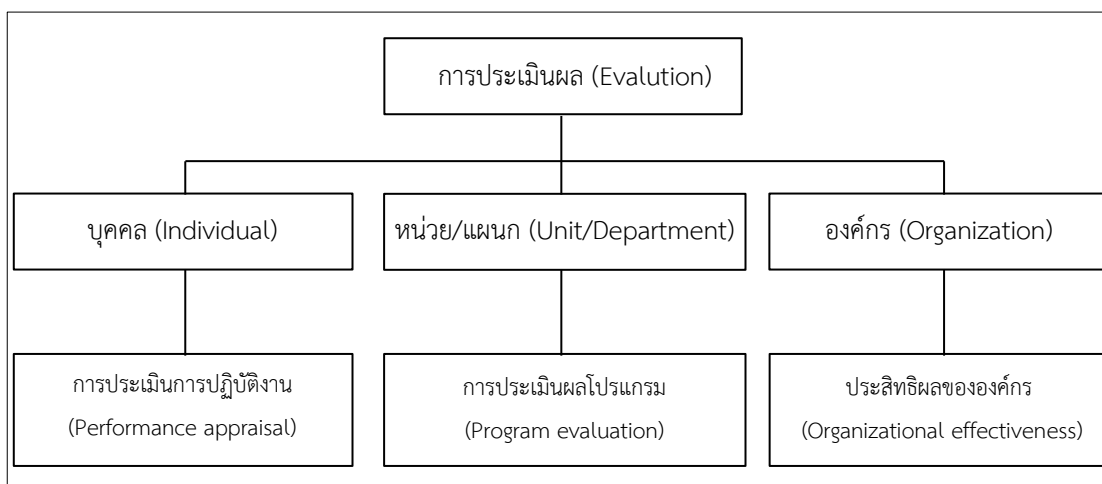 การประเมินผล (Evalution)
บุคคล (Individual)
หน่วย/แผนก (Unit/Department)
องค์กร (Organization)
การประเมินการปฏิบัติงาน
(Performance appraisal)
การประเมินผลโปรแกรม
(Program evaluation)
ประสิทธิผลขององค์กร
(Organizational effectiveness)